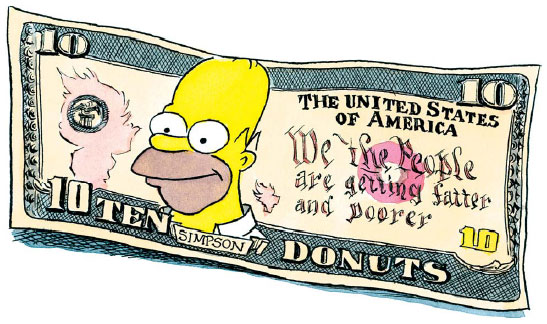 10
10
THE UNITED STATES
OF AMERICA
We the People
are getting fatter
and poorer
10 TEN
SIMPSON
DONUTS
10